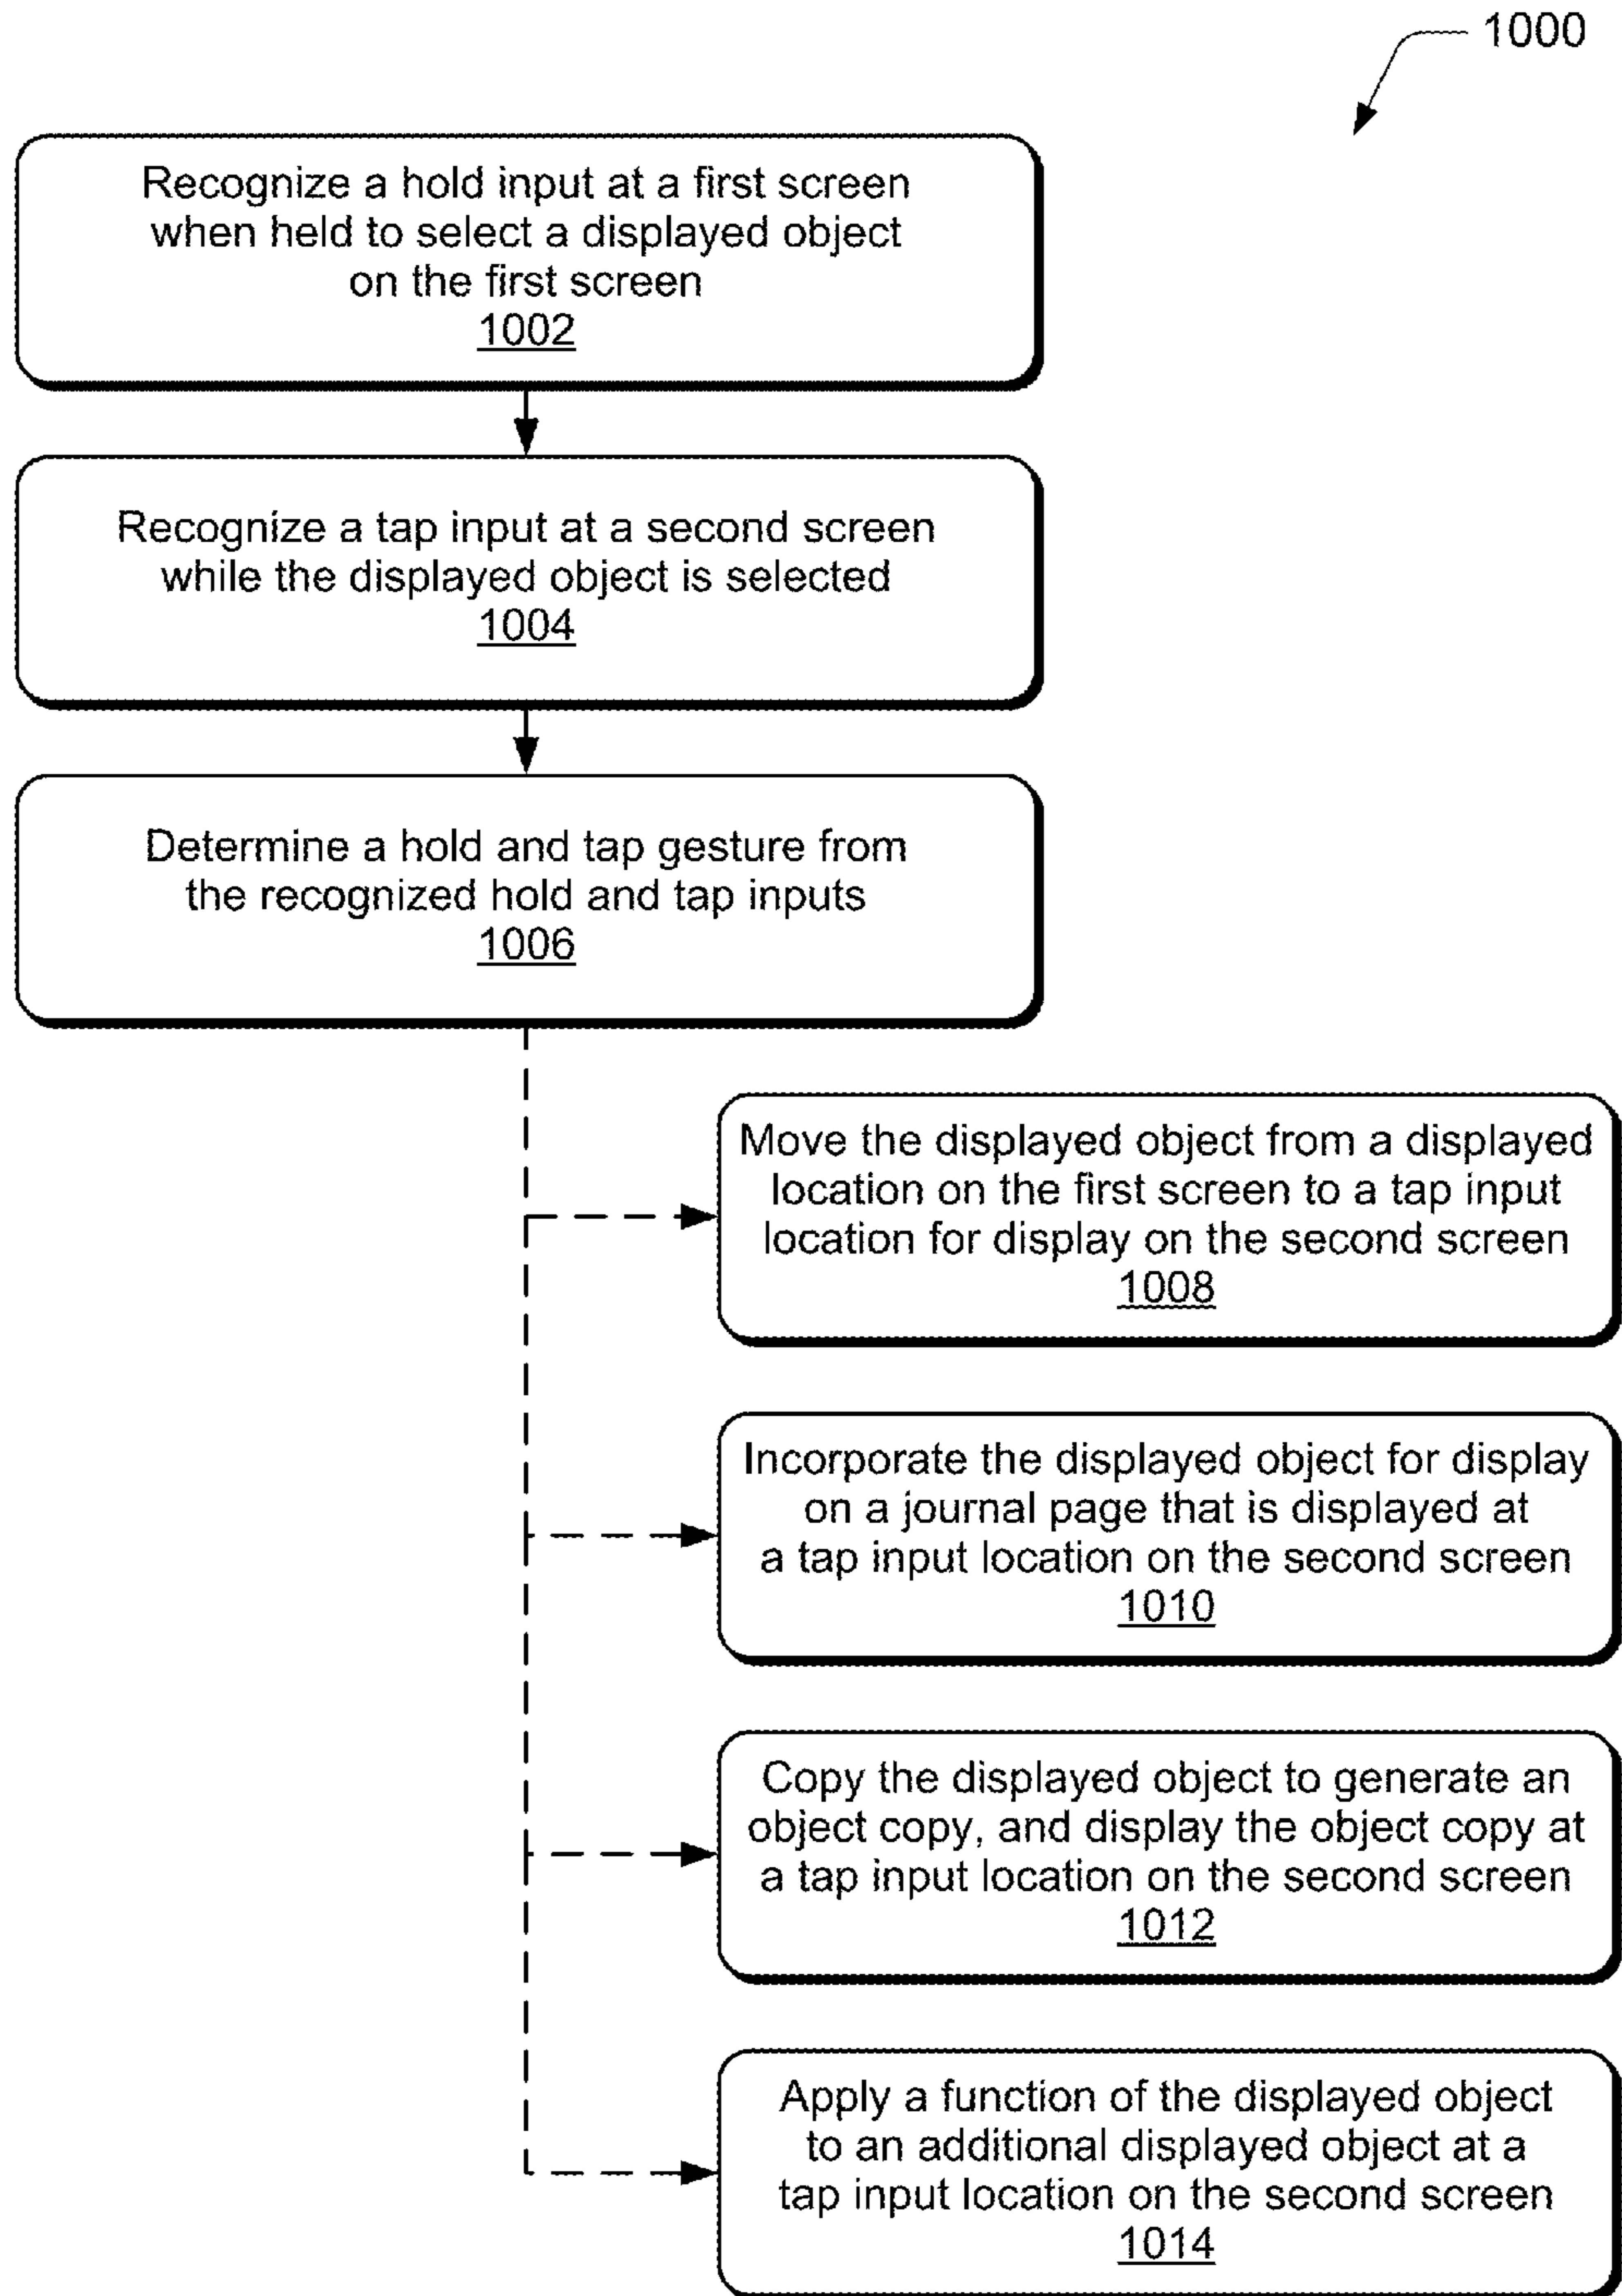 1000
Recognize a hold input at a first screen
when held to select a displayed object
on the first screen
1002
Recognize a tap input at a second screen
while the displayed object is selected
1004
Determine a hold and tap gesture from
the recognized hold and tap inputs
1006
Move the displayed object from a displayed
location on the first screen to a tap input
location for display on the second screen
1008
Incorporate the displayed object for display
on a journal page that is displayed at
a tap input location on the second screen
1010
Copy the displayed object to generate an
object copy, and display the object copy at
a tap input location on the second screen
1012
Apply a function of the displayed object
to an additional displayed object at a
tap input location on the second screen
1014